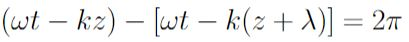 (ωt − kz) − [ωt − k(z + λ)] = 2π